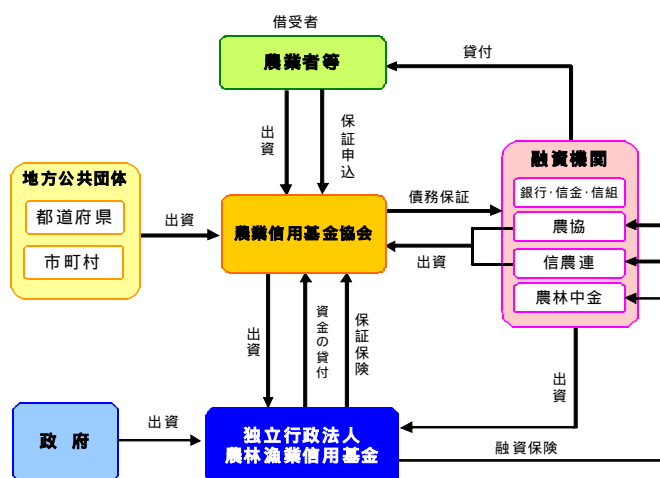 借受者
農業者等
貸付
出資
保証申込
融資機関
銀行・信金・信組
農協
信農連
農林中金
地方公共団体
都道府県
市町村
出資
農業信用基金協会
債務保証
出資
出資
資金の貸付
保証保険
出資
政府
出資
独立行政法人
農林漁業信用基金
融資保険